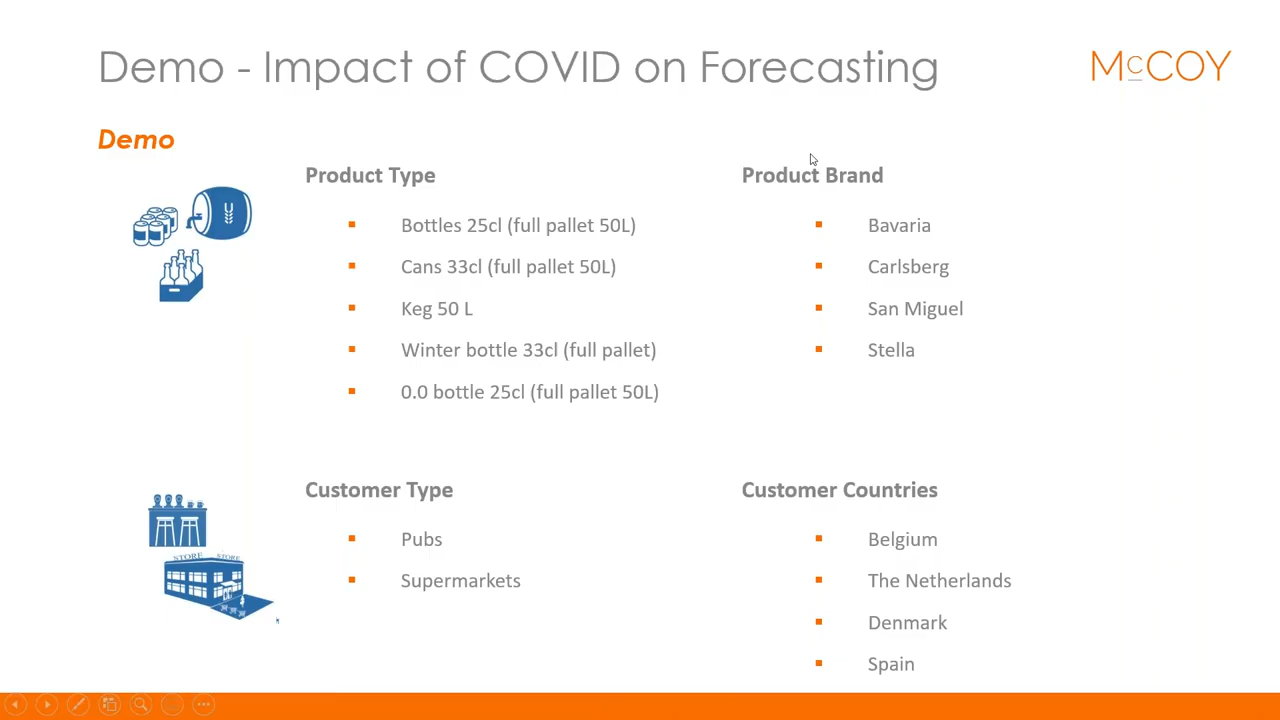 Demo - Impact of COVID on Forecasting
McCOY
Demo
Product Type
Bottles 25cl (full pallet 50L)
Cans 33cl (full pallet 50L)
Keg 50 L
Winter bottle 33cl (full pallet)
0.0 bottle 25cl (full pallet 50L)
Product Brand
Bavaria
Carlsberg
San Miguel
Stella
Customer Type
Pubs
Supermarkets
STORE STORE
Customer Countries
Belgium
The Netherlands
Denmark
Spain